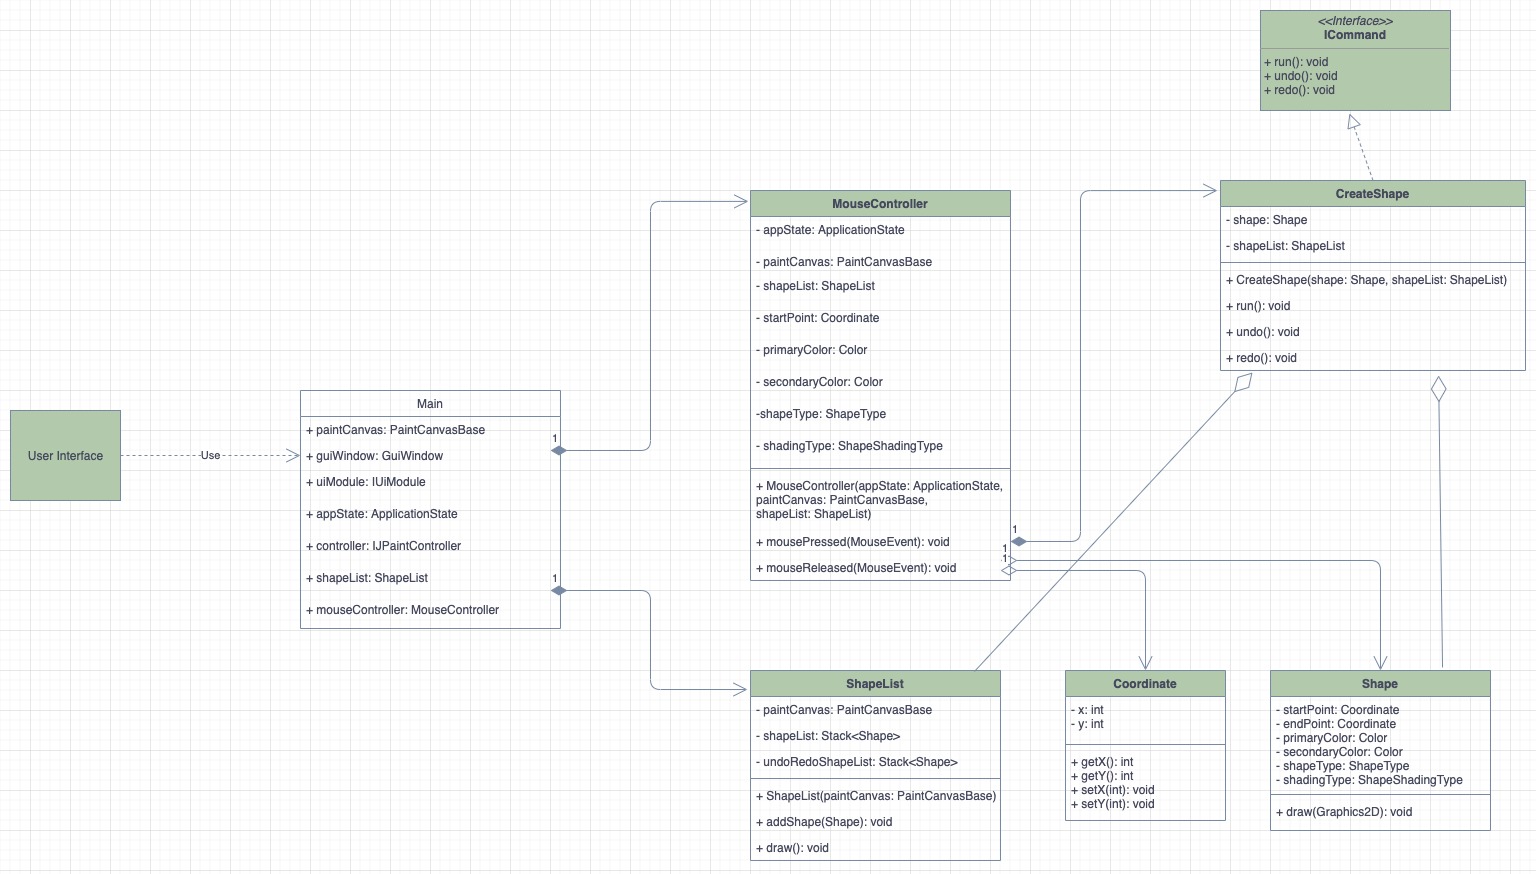 <<Interface>>
ICommand
+ run(): void
+ undo(): void
+ redo(): void
CreateShape
- shape: Shape
- shapeList: ShapeList
+ CreateShape(shape: Shape, shapeList: ShapeList)
+ run(): void
+ undo(): void
+ redo(): void
MouseController
- appState: ApplicationState
- paintCanvas: PaintCanvasBase
- shapeList: ShapeList
- startPoint: Coordinate
- primaryColor: Color
- secondaryColor: Color
-shapeType: ShapeType
- shadingType: ShapeShadingType
+ MouseController(appState: ApplicationState,
paintCanvas: PaintCanvasBase,
shapeList: ShapeList)
+ mousePressed(MouseEvent): void
+ mouseReleased(MouseEvent): void
1
1
1
User Interface
Use
Main
+ paintCanvas: PaintCanvasBase
+ guiWindow: GuiWindow
+ uiModule: IUiModule
+ appState: ApplicationState
+ controller: IJPaintController
+ shapeList: ShapeList
+ mouseController: MouseController
1
1
ShapeList
- paintCanvas: PaintCanvasBase
- shapeList: Stack<Shape>
- undoRedoShapeList: Stack<Shape>
+ ShapeList(paintCanvas: PaintCanvasBase)
+ addShape(Shape): void
+ draw(): void
Coordinate
- x: int
- y: int
+ getX(): int
+ getY(): int
+ setX(int): void
+ setY(int): void
Shape
- startPoint: Coordinate
- endPoint: Coordinate
- primaryColor: Color
- secondaryColor: Color
- shapeType: ShapeType
- shadingType: ShapeShadingType
+ draw(Graphics2D): void